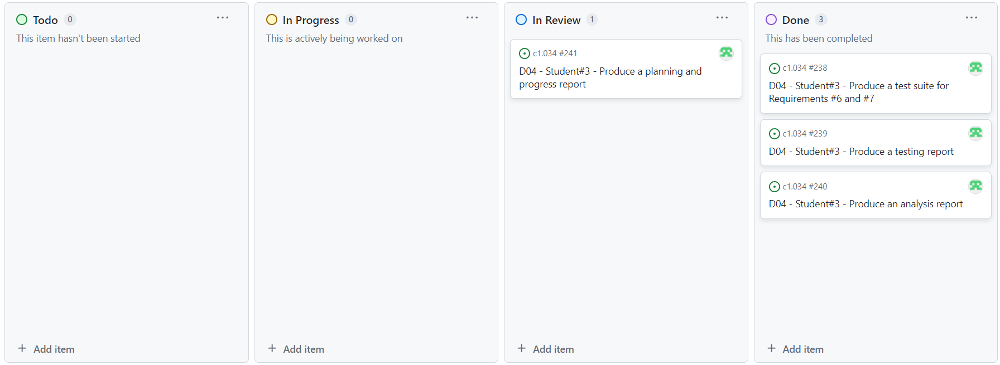 Todo 0 ...
This item hasn't been started
+ Add item
In Progress 0 ...
This is actively being worked on
+ Add item
In Review 1 ...
c1.034 #241
D04 - Student#3 - Produce a planning and
progress report
+ Add item
Done 3 ...
This has been completed
c1.034 #238
D04 - Student#3 - Produce a test suite for
Requirements #6 and #7
c1.034 #239
D04 - Student#3 - Produce a testing report
c1.034 #240
D04 - Student#3 - Produce an analysis report
+ Add item